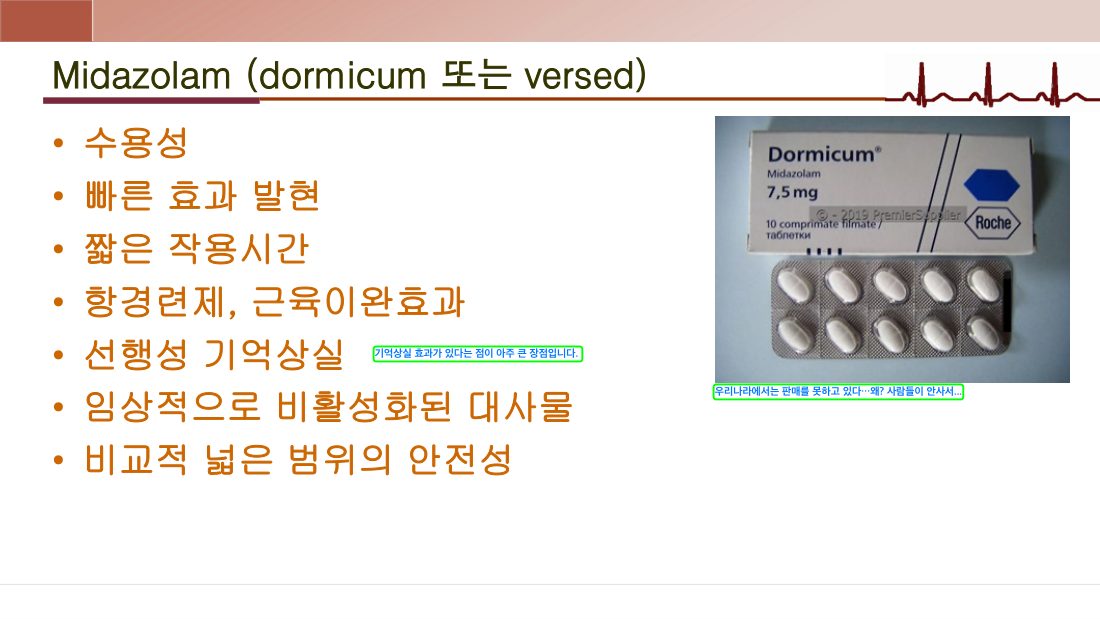 Midazolam (dormicum 또는 versed)
• 수용성
• 빠른 효과 발현
• 짧은 작용시간
• 항경련제, 근육이완효과
• 선행성 기억상실
기억상실 효과가 있다는 점이 아주 큰 장점입니다.
• 임상적으로 비활성화된 대사물
• 비교적 넓은 범위의 안전성
Dormicum®
Midazolam
7,5 mg
© - 2019 PremierSupplier
10 comprimate filmate /
таблетки
Roche
우리나라에서는 판매를 못하고 있다…왜? 사람들이 안사서...